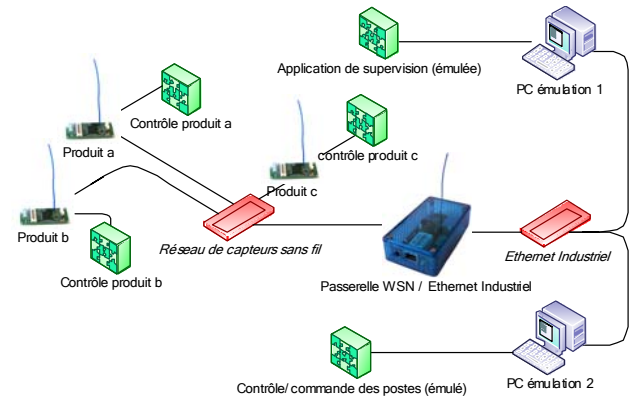 Application de supervision (émulée)
PC émulation 1
Contrôle produit a
Produit a
contrôle produit c
Produit c
Produit b
Réseau de capteurs sans fil
Ethernet Industriel
Contrôle produit b
Passerelle WSN / Ethernet Industriel
PC émulation 2
Contrôle/ commande des postes (émulé)